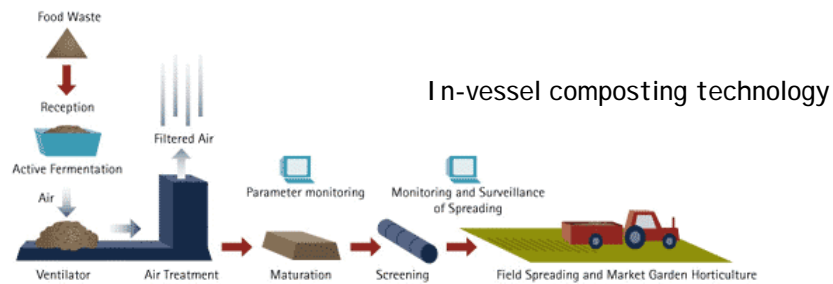 Food Waste
In-vessel composting technology
Reception
Filtered Air
Active Fermentation
Air
Parameter monitoring
Monitoring and Surveillance
of Spreading
Ventilator
Air Treatment
Maturation
Screening
Field Spreading and Market Garden Horticulture